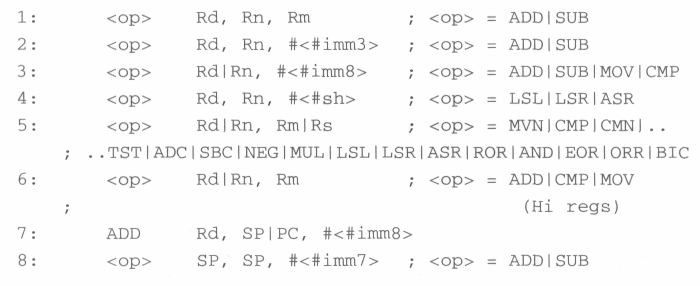 1: <op> Rd, Rn, Rm ; <op> = ADD|SUB
2: <op> Rd, Rn, #<#imm3> ; <op> = ADD|SUB
3: <op> Rd|Rn, #<#imm8> ; <op> = ADD|SUB|MOV|CMP
4: <op> Rd, Rn, #<#sh> ; <op> = LSL|LSR|ASR
5: <op> Rd|Rn, Rm|Rs ; <op> = MVN|CMP|CMN|..
; ..TST|ADC|SBC|NEG|MUL|LSL|LSR|ASR|ROR|AND|EOR|ORR|BIC
6: <op> Rd|Rn, Rm ; <op> = ADD|CMP|MOV
; (Hi regs)
7: ADD Rd, SP|PC, #<#imm8>
8: <op> SP, SP, #<#imm7> ; <op> = ADD|SUB